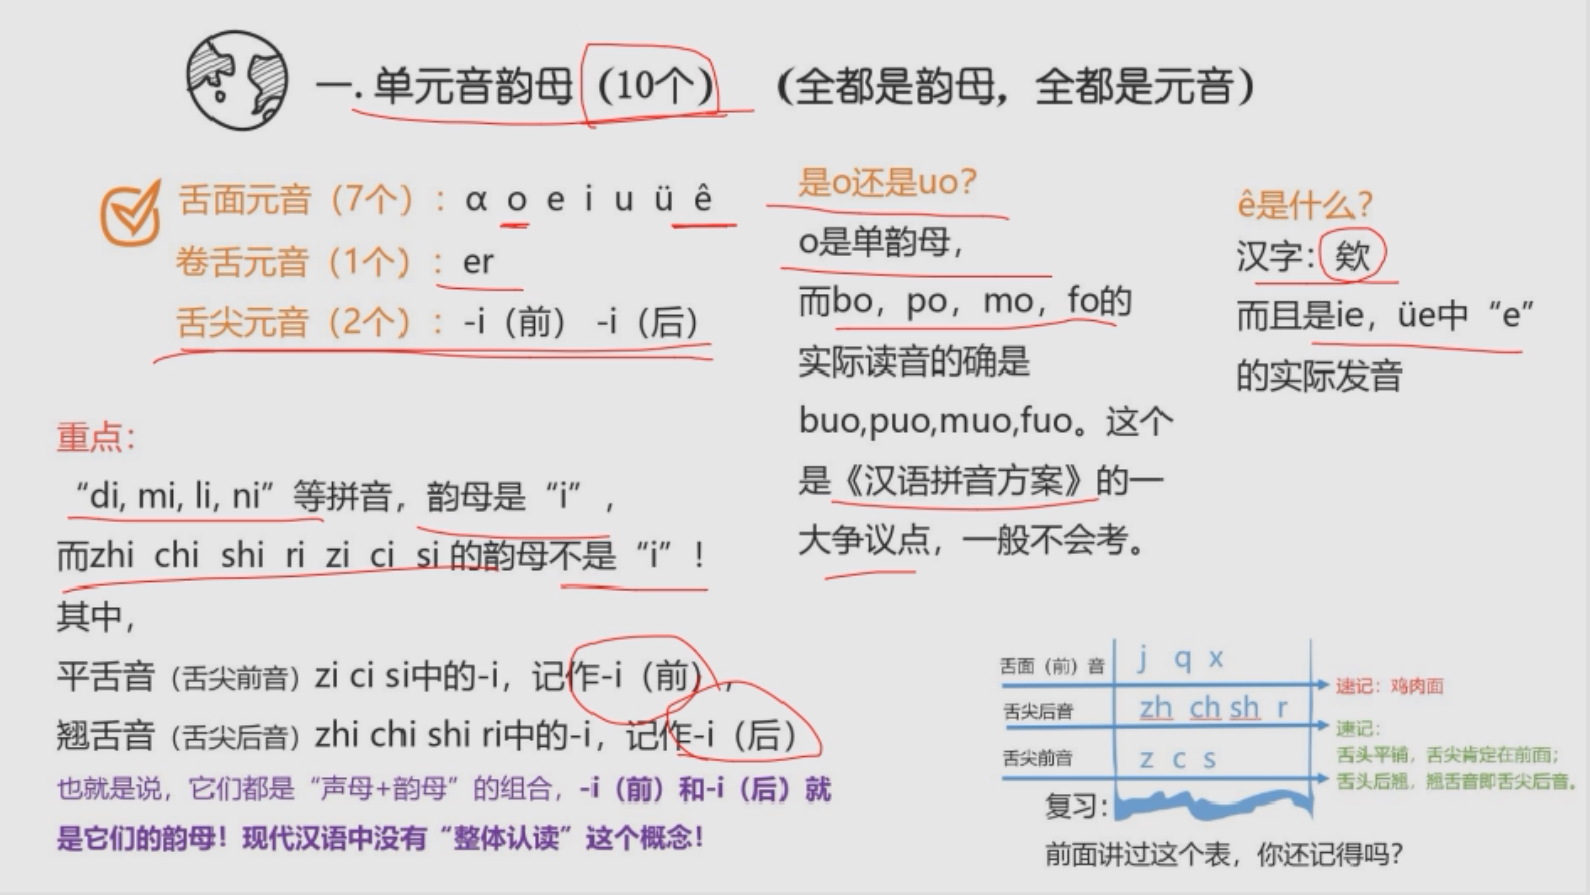 一. 单元音韵母（10个） （全都是韵母，全都是元音）
舌面元音（7个）：ɑ o e i u ü ê
卷舌元音（1个）：er
舌尖元音（2个）：-i（前） -i（后）
重点：
“di, mi, li, ni”等拼音，韵母是“i”，
而zhi chi shi ri zi ci si 的韵母不是“i”！
其中，
平舌音（舌尖前音）zi ci si中的-i，记作-i（前），
翘舌音（舌尖后音）zhi chi shi ri中的-i，记作-i（后）
也就是说，它们都是“声母+韵母”的组合，-i（前）和-i（后）就
是它们的韵母！现代汉语中没有“整体认读”这个概念！
是o还是uo？
o是单韵母，
而bo，po，mo，fo的
实际读音的确是
buo,puo,muo,fuo。这个
是《汉语拼音方案》的一
大争议点，一般不会考。
ê是什么？
汉字：欸
而且是ie，üe中“e”
的实际发音
舌面（前）音 j q x
速记：鸡肉面
舌尖后音 zh ch sh r
速记：
舌尖前音 z c s
舌头平铺，舌尖肯定在前面；
舌头后翘，翘舌音即舌尖后音。
复习：
前面讲过这个表，你还记得吗？